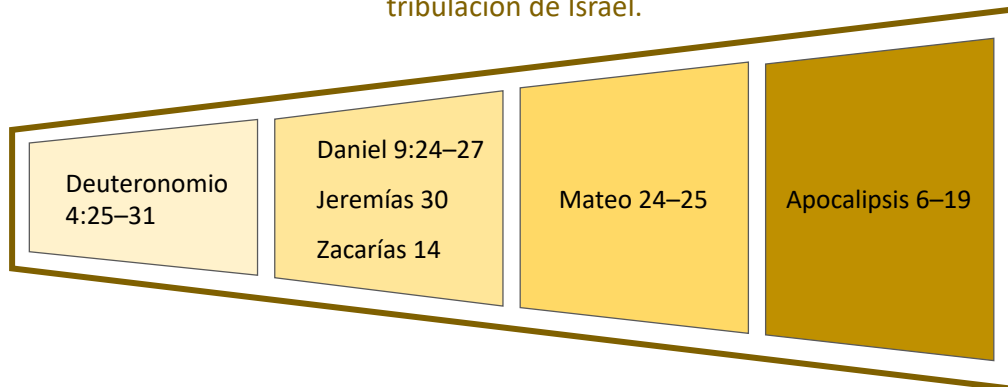 tribulación de Israel.
Deuteronomio
4:25–31
Daniel 9:24–27
Jeremías 30
Zacarías 14
Mateo 24–25
Apocalipsis 6–19